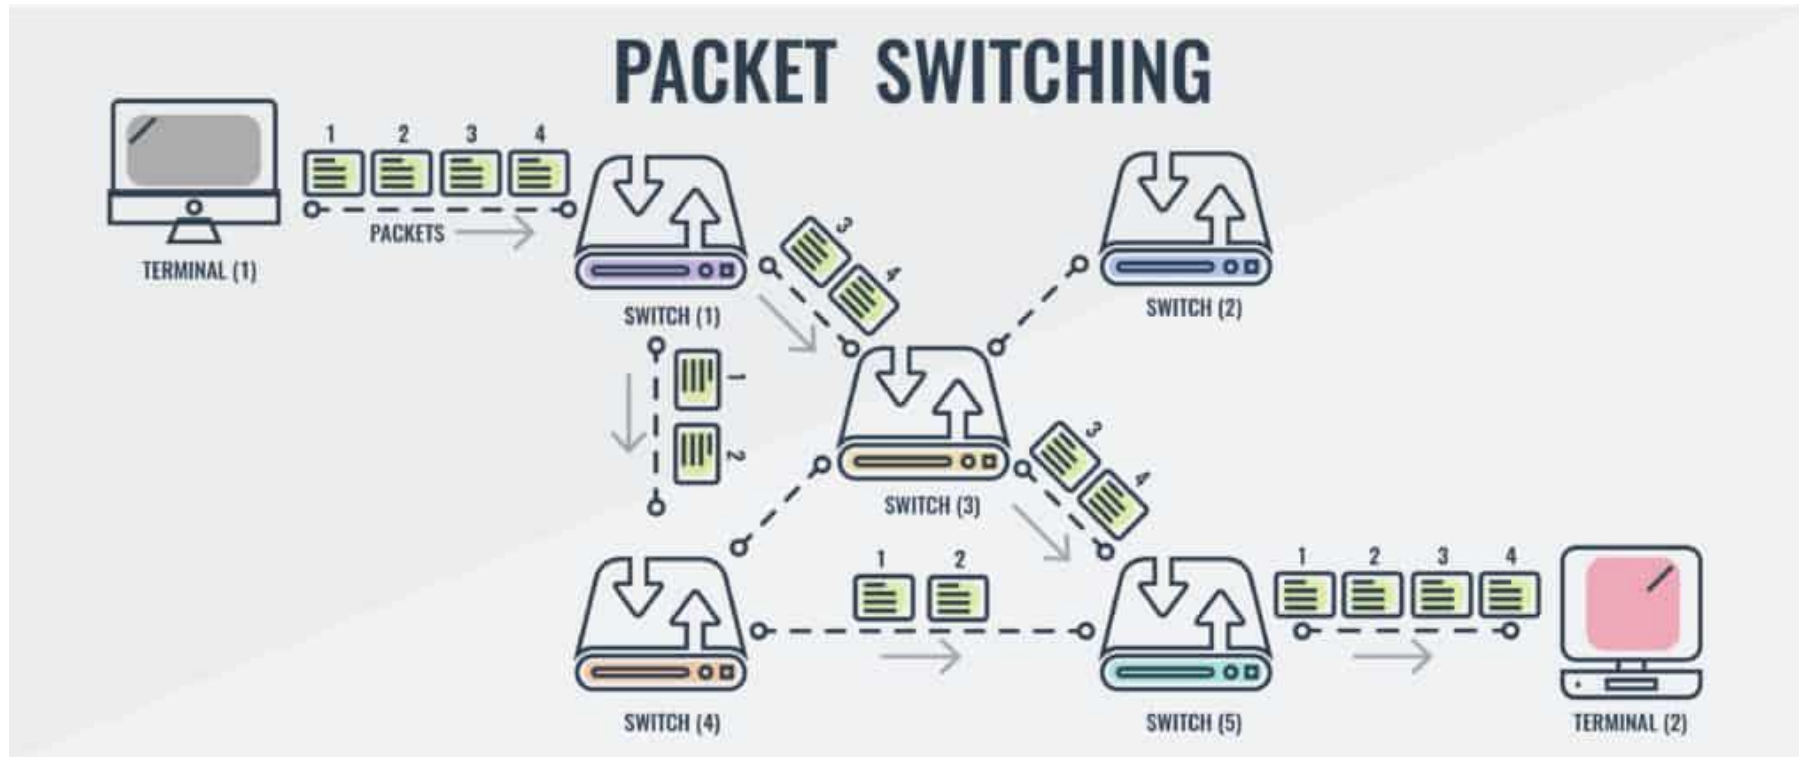 PACKET SWITCHING
1 2 3 4
PACKETS
TERMINAL (1)
SWITCH (1)
3
4
SWITCH (2)
1
2
SWITCH (3)
3
4
1 2
SWITCH (4)
SWITCH (5)
1 2 3 4
TERMINAL (2)